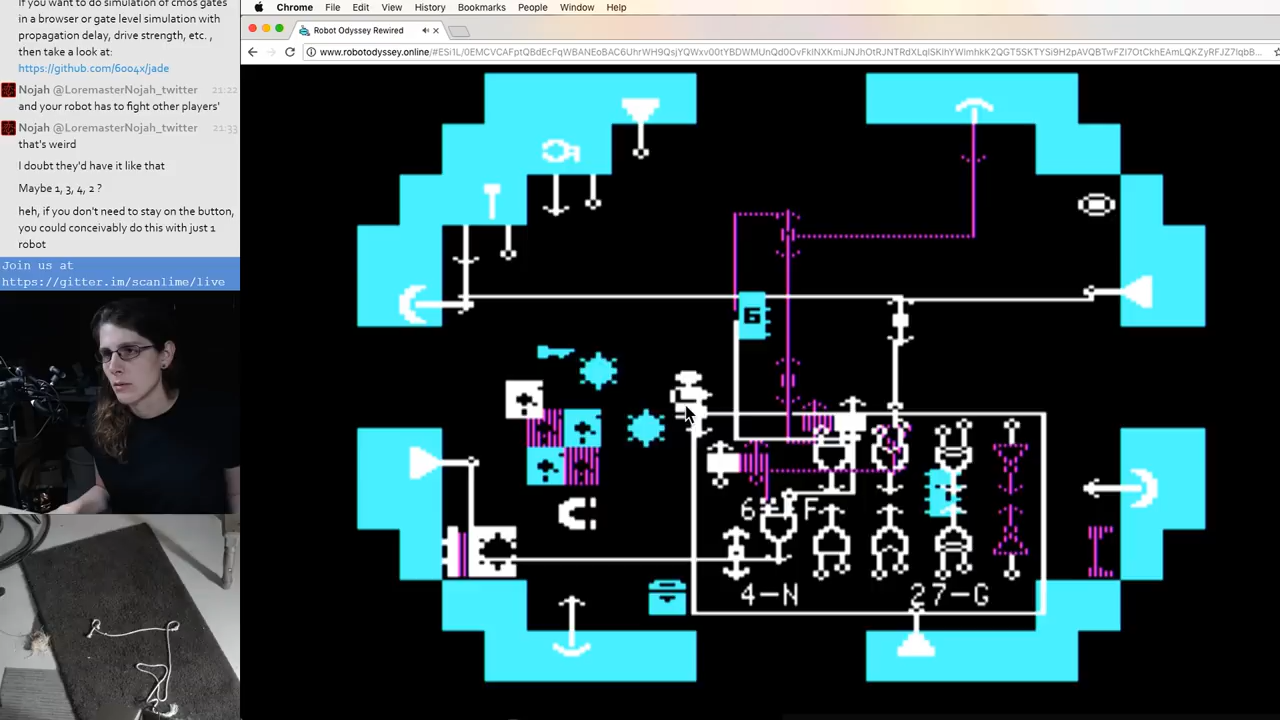 Chrome File Edit View History Bookmarks People Window Help
Robot Odyssey Rewired
If you want to do simulation of cmos gates
in a browser or gate level simulation with
propagation delay, drive strength, etc. ,
then take a look at:
https://github.com/6004x/jade
Nojah @LoremasterNojah_twitter 21:22
and your robot has to fight other players'
Nojah @LoremasterNojah_twitter 21:33
that's weird
I doubt they'd have it like that
Maybe 1, 3, 4, 2 ?
heh, if you don't need to stay on the button,
you could conceivably do this with just 1
robot
Join us at
https://gitter.im/scanlime/live
6
4-N 27-G